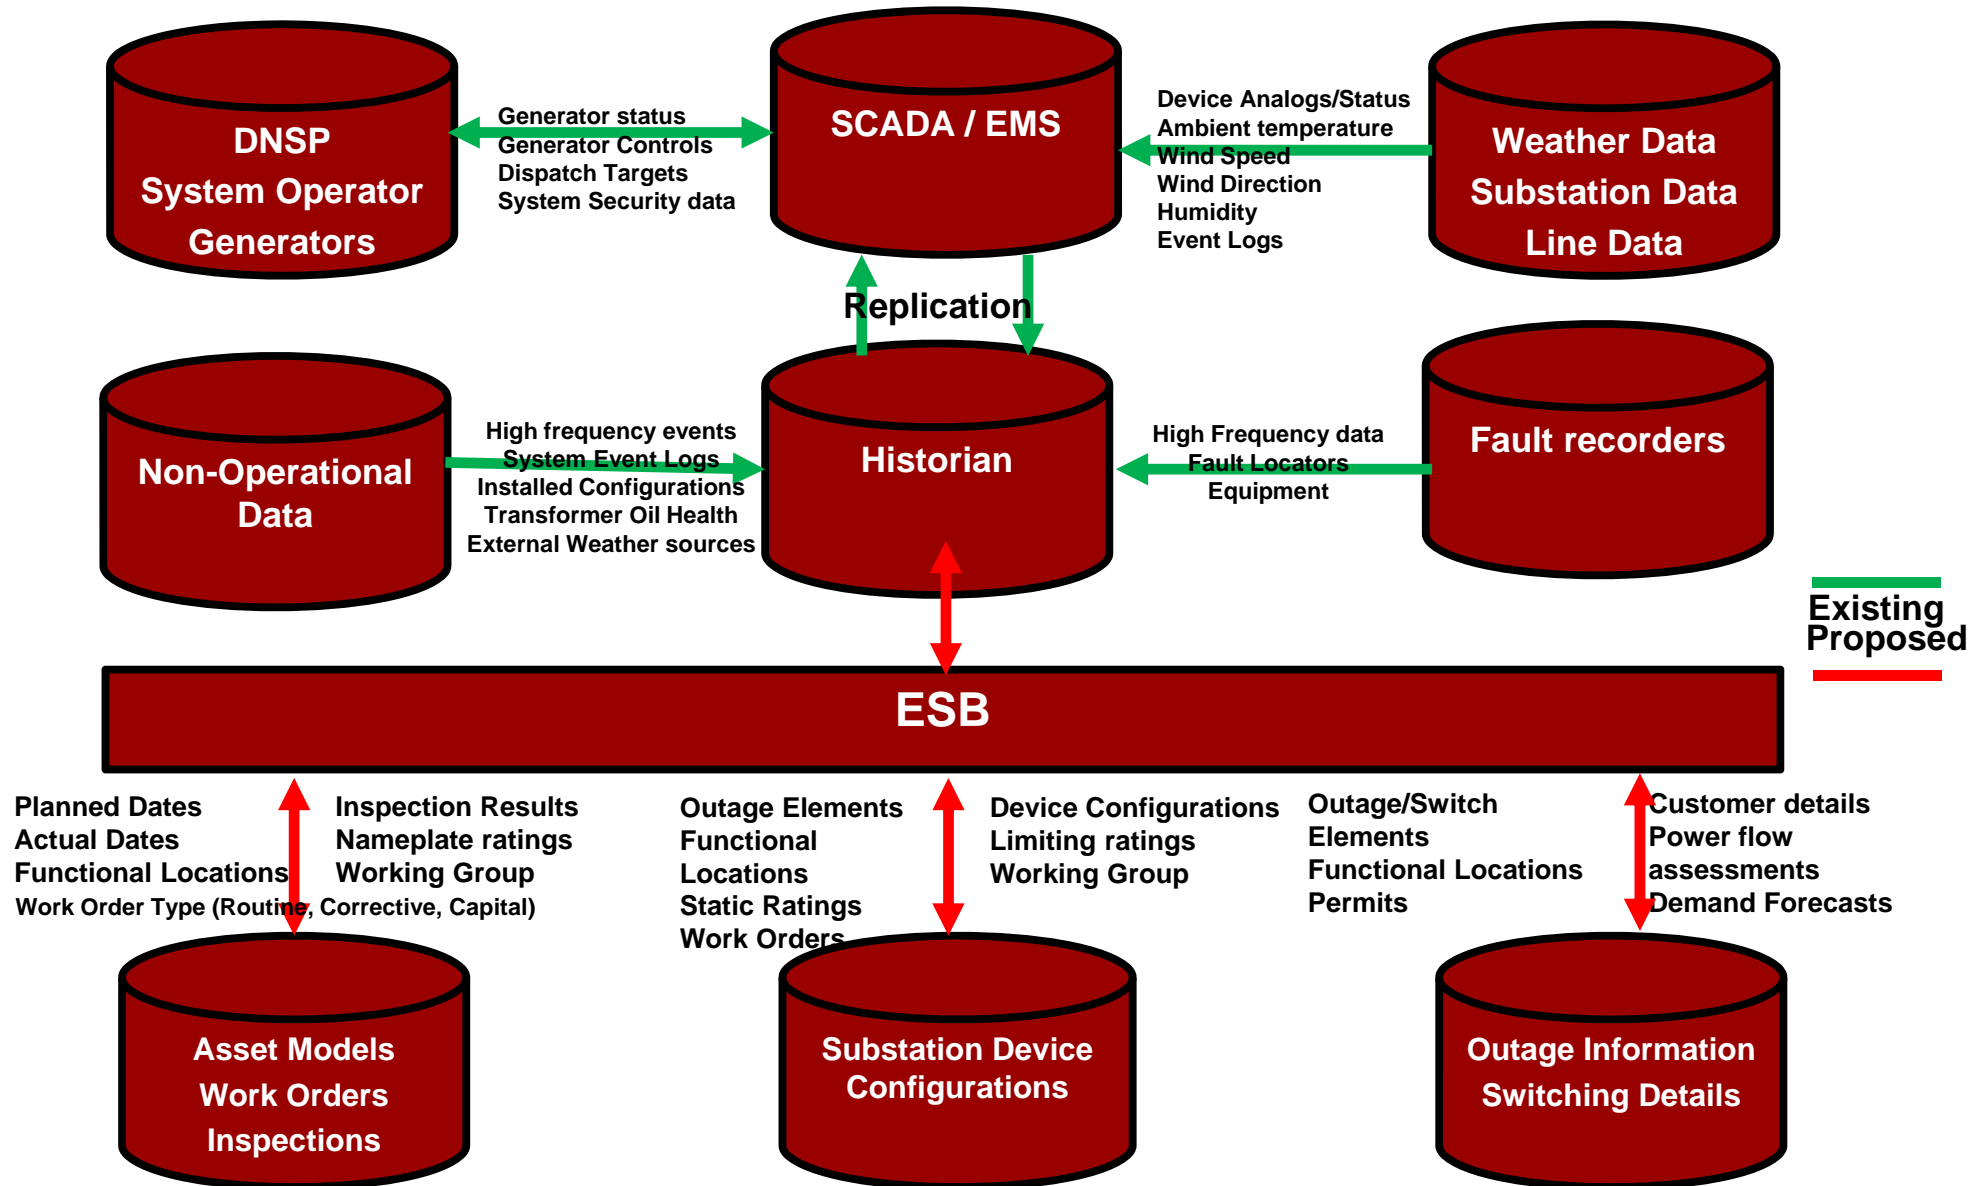 DNSP
System Operator
Generators
Generator status
Generator Controls
Dispatch Targets
System Security data
SCADA / EMS
Device Analogs/Status
Ambient temperature
Wind Speed
Wind Direction
Humidity
Event Logs
Weather Data
Substation Data
Line Data
Replication
Non-Operational
Data
High frequency events
System Event Logs
Installed Configurations
Transformer Oil Health
External Weather sources
Historian
High Frequency data
Fault Locators
Equipment
Fault recorders
Existing
Proposed
ESB
Planned Dates
Actual Dates
Functional Locations
Work Order Type (Routine, Corrective, Capital)
Inspection Results
Nameplate ratings
Working Group
Outage Elements
Functional
Locations
Static Ratings
Work Orders
Device Configurations
Limiting ratings
Working Group
Outage/Switch
Elements
Functional Locations
Permits
Customer details
Power flow
assessments
Demand Forecasts
Asset Models
Work Orders
Inspections
Substation Device
Configurations
Outage Information
Switching Details